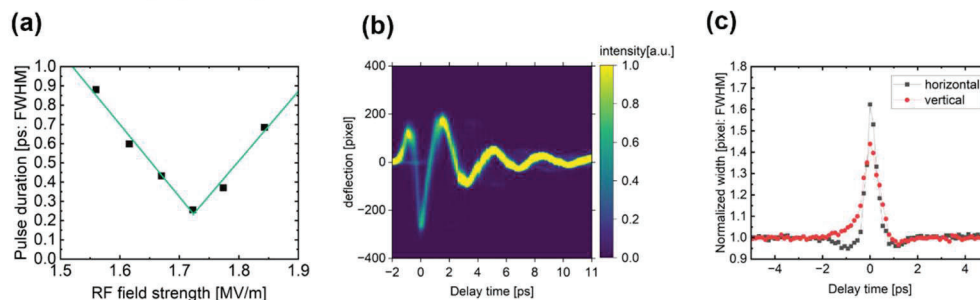 (a)
Pulse duration [ps: FWHM]
1.0
0.9
0.8
0.7
0.6
0.5
0.4
0.3
0.2
0.1
0.0
1.5 1.6 1.7 1.8 1.9
RF field strength [MV/m]
(b)
intensity[a.u.]
deflection [pixel]
400
200
0
−200
−400
−2 0 2 4 6 8 10 11
Delay time [ps]
1.0
0.8
0.6
0.4
0.2
0.0
(c)
Normalized width [pixel: FWHM]
1.8
1.7
1.6
1.5
1.4
1.3
1.2
1.1
1.0
0.9
horizontal
vertical
-4 -2 0 2 4
Delay time [ps]